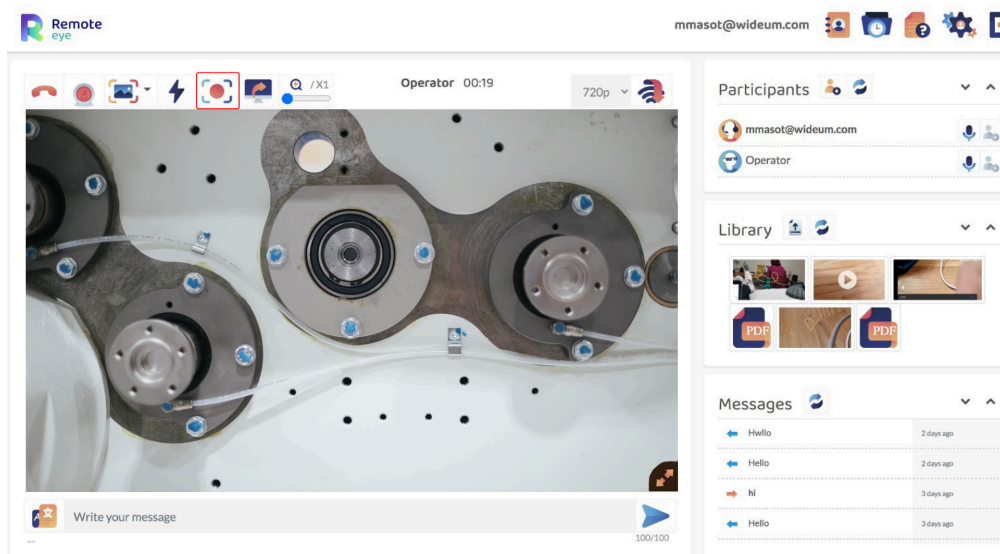 Remote
eye
mmasot@wideum.com
/X1
Operator 00:19
720p
Participants
mmasot@wideum.com
Operator
Library
PDF
PDF
Messages
Hwllo 2 days ago
Hello 2 days ago
hi 3 days ago
Hello 3 days ago
A 文
Write your message
100/100
---